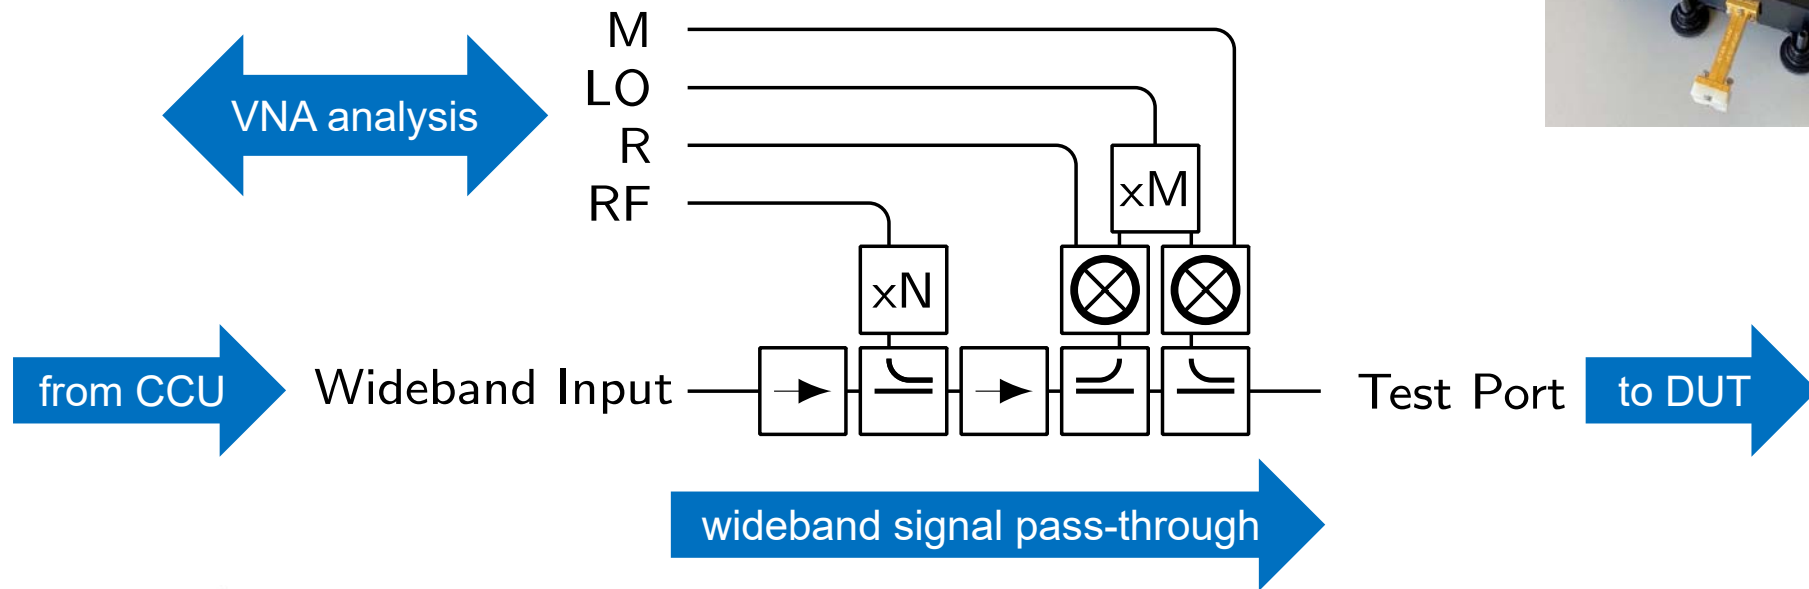 M
LO
R
RF
VNA analysis
xM
xN
from CCU
Wideband Input
Test Port
to DUT
wideband signal pass-through